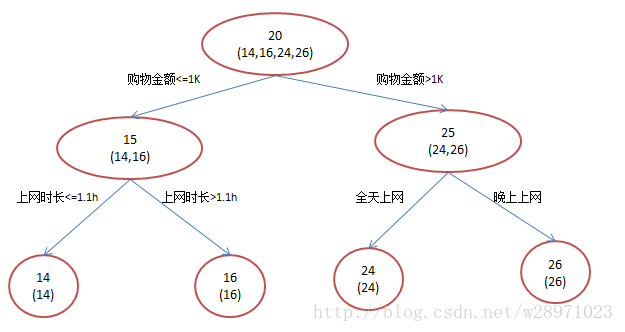 20
(14,16,24,26)
购物金额<=1K
购物金额>1K
15
(14,16)
25
(24,26)
上网时长<=1.1h
上网时长>1.1h
全天上网
晚上上网
14
(14)
16
(16)
24
(24)
26
(26)
http://blog.csdn.net/w28971023